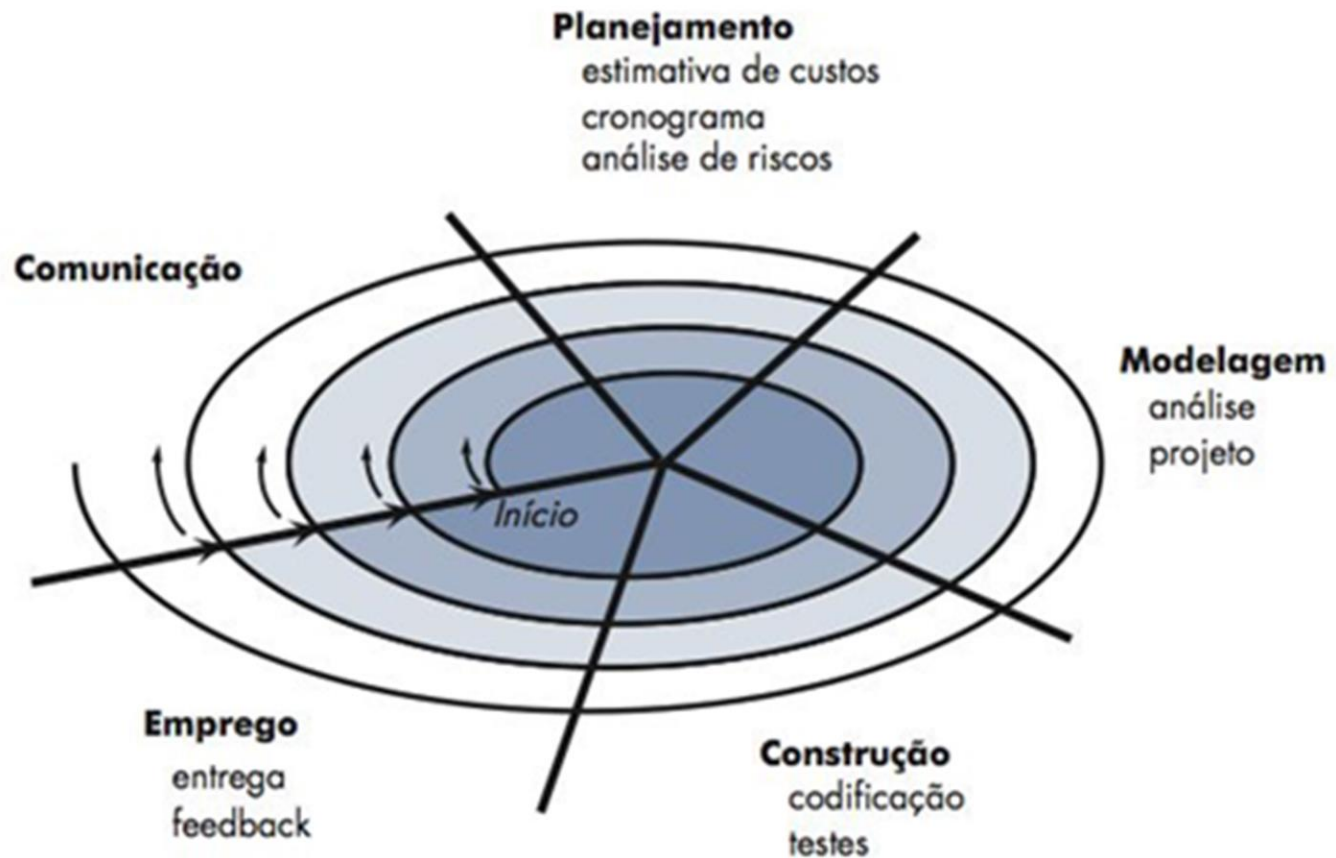 Planejamento
estimativa de custos
cronograma
análise de riscos
Comunicação
Modelagem
análise
projeto
Início
Emprego
entrega
feedback
Construção
codificação
testes